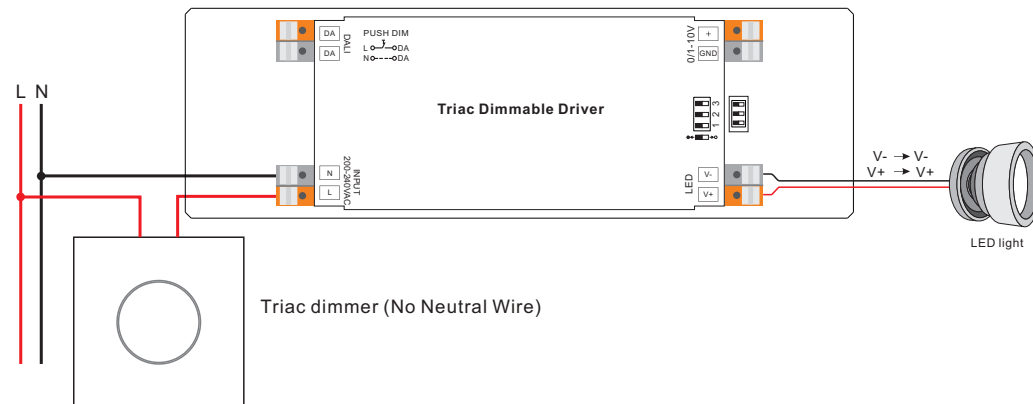 L N
DA
DA
DALI
PUSH DIM
L DA
N DA
0/1-10V
+
GND
Triac Dimmable Driver
1 2 3
N
L
INPUT
200-240VAC
LED
V-
V+
V- → V-
V+ → V+
LED light
Triac dimmer (No Neutral Wire)